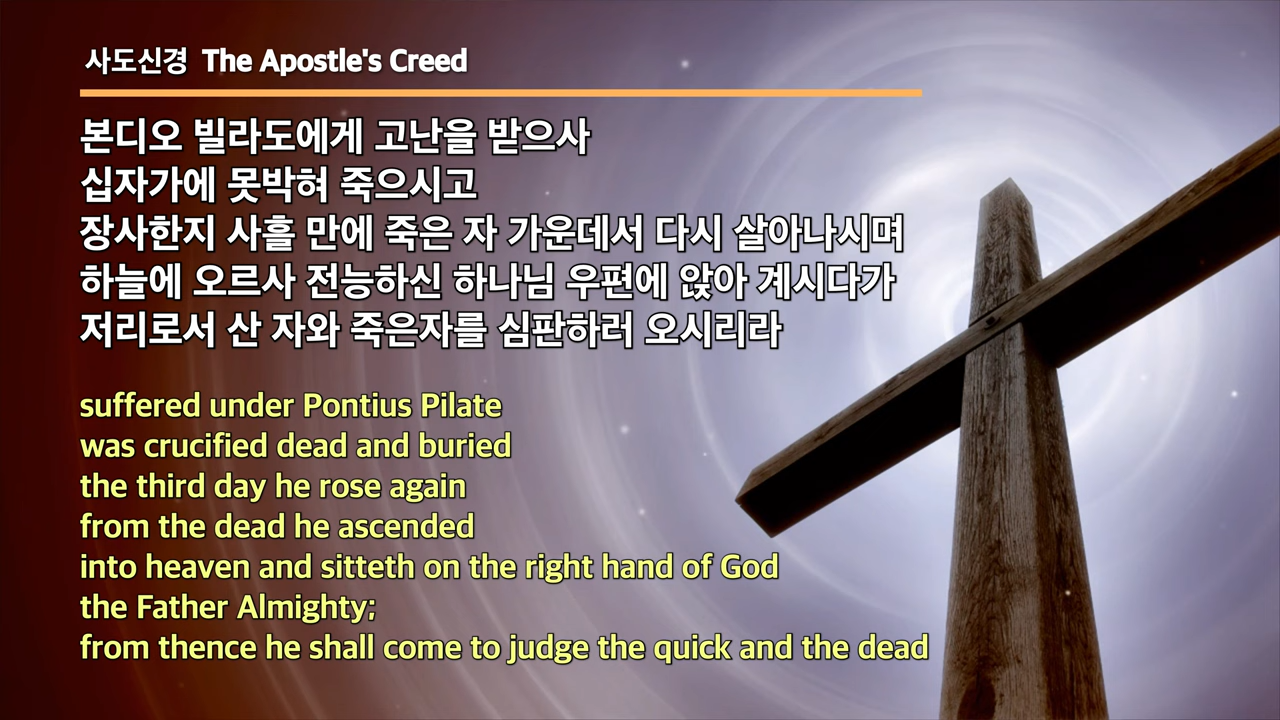 사도신경 The Apostle's Creed
본디오 빌라도에게 고난을 받으사
십자가에 못박혀 죽으시고
장사한지 사흘 만에 죽은 자 가운데서 다시 살아나시며
하늘에 오르사 전능하신 하나님 우편에 앉아 계시다가
저리로서 산 자와 죽은자를 심판하러 오시리라
suffered under Pontius Pilate
was crucified dead and buried
the third day he rose again
from the dead he ascended
into heaven and sitteth on the right hand of God
the Father Almighty;
from thence he shall come to judge the quick and the dead